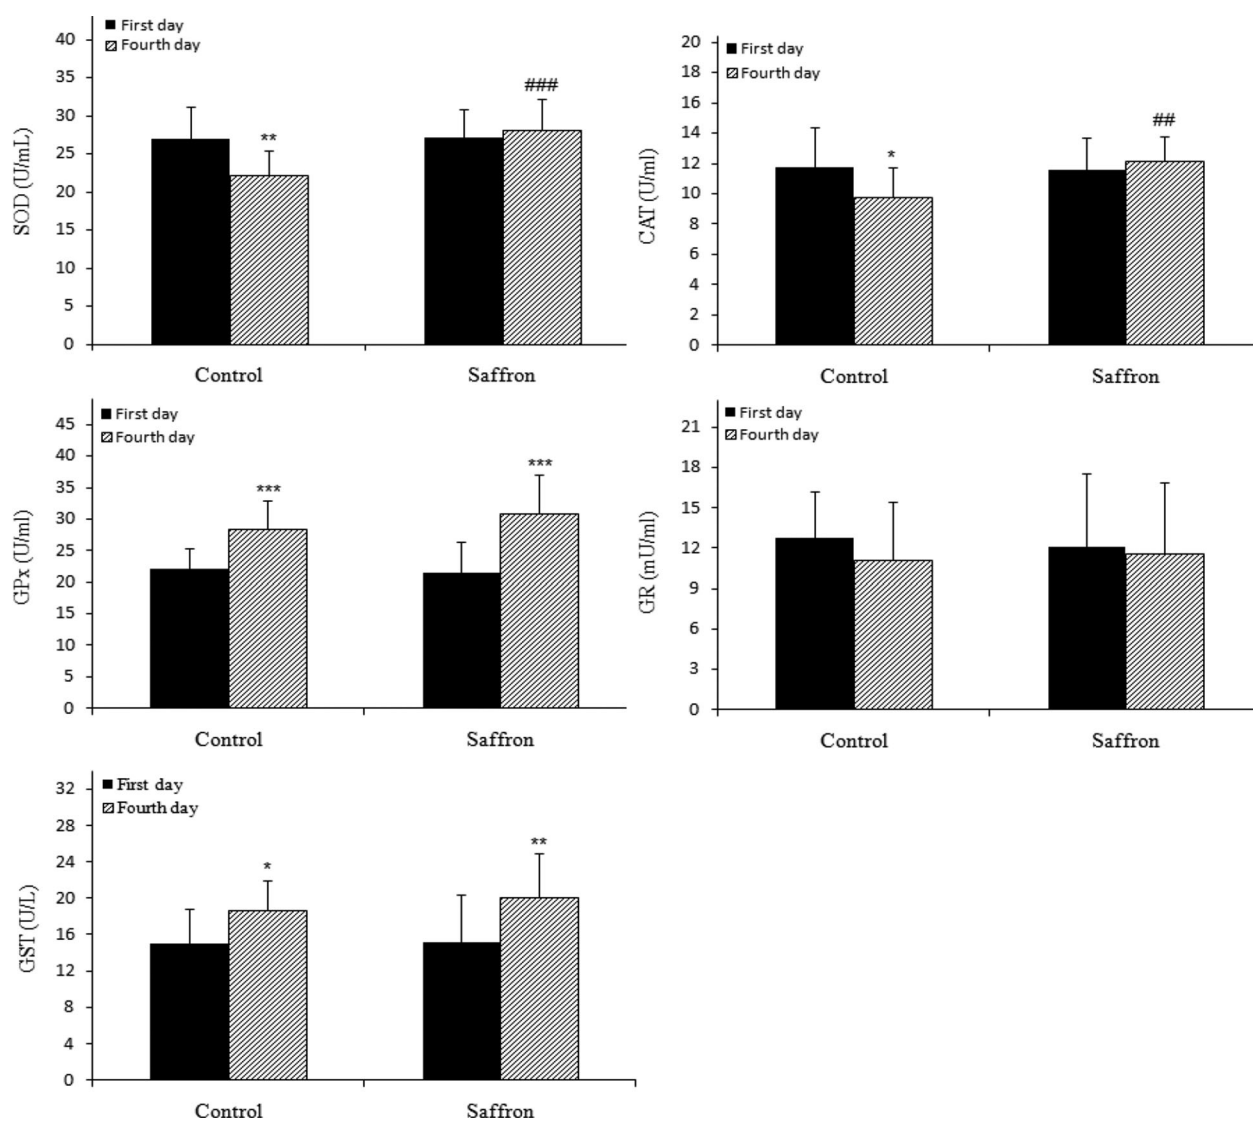 First day
Fourth day
SOD (U/mL)
40
35
30
25
20
15
10
5
0
**
###
Control
Saffron
First day
Fourth day
CAT (U/ml)
20
18
16
14
12
10
8
6
4
2
0
*
##
Control
Saffron
First day
Fourth day
GPx (U/ml)
45
40
35
30
25
20
15
10
5
0
***
***
Control
Saffron
First day
Fourth day
GR (mU/ml)
21
18
15
12
9
6
3
0
Control
Saffron
First day
Fourth day
GST (U/L)
32
28
24
20
16
12
8
4
0
*
**
Control
Saffron